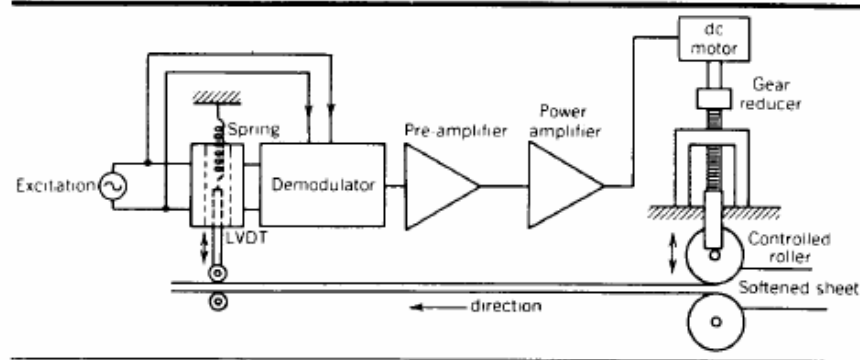 dc
motor
Gear
reducer
Power
amplifier
Pre-amplifier
Spring
Demodulator
Excitation
LVDT
Controlled
roller
Softened sheet
direction